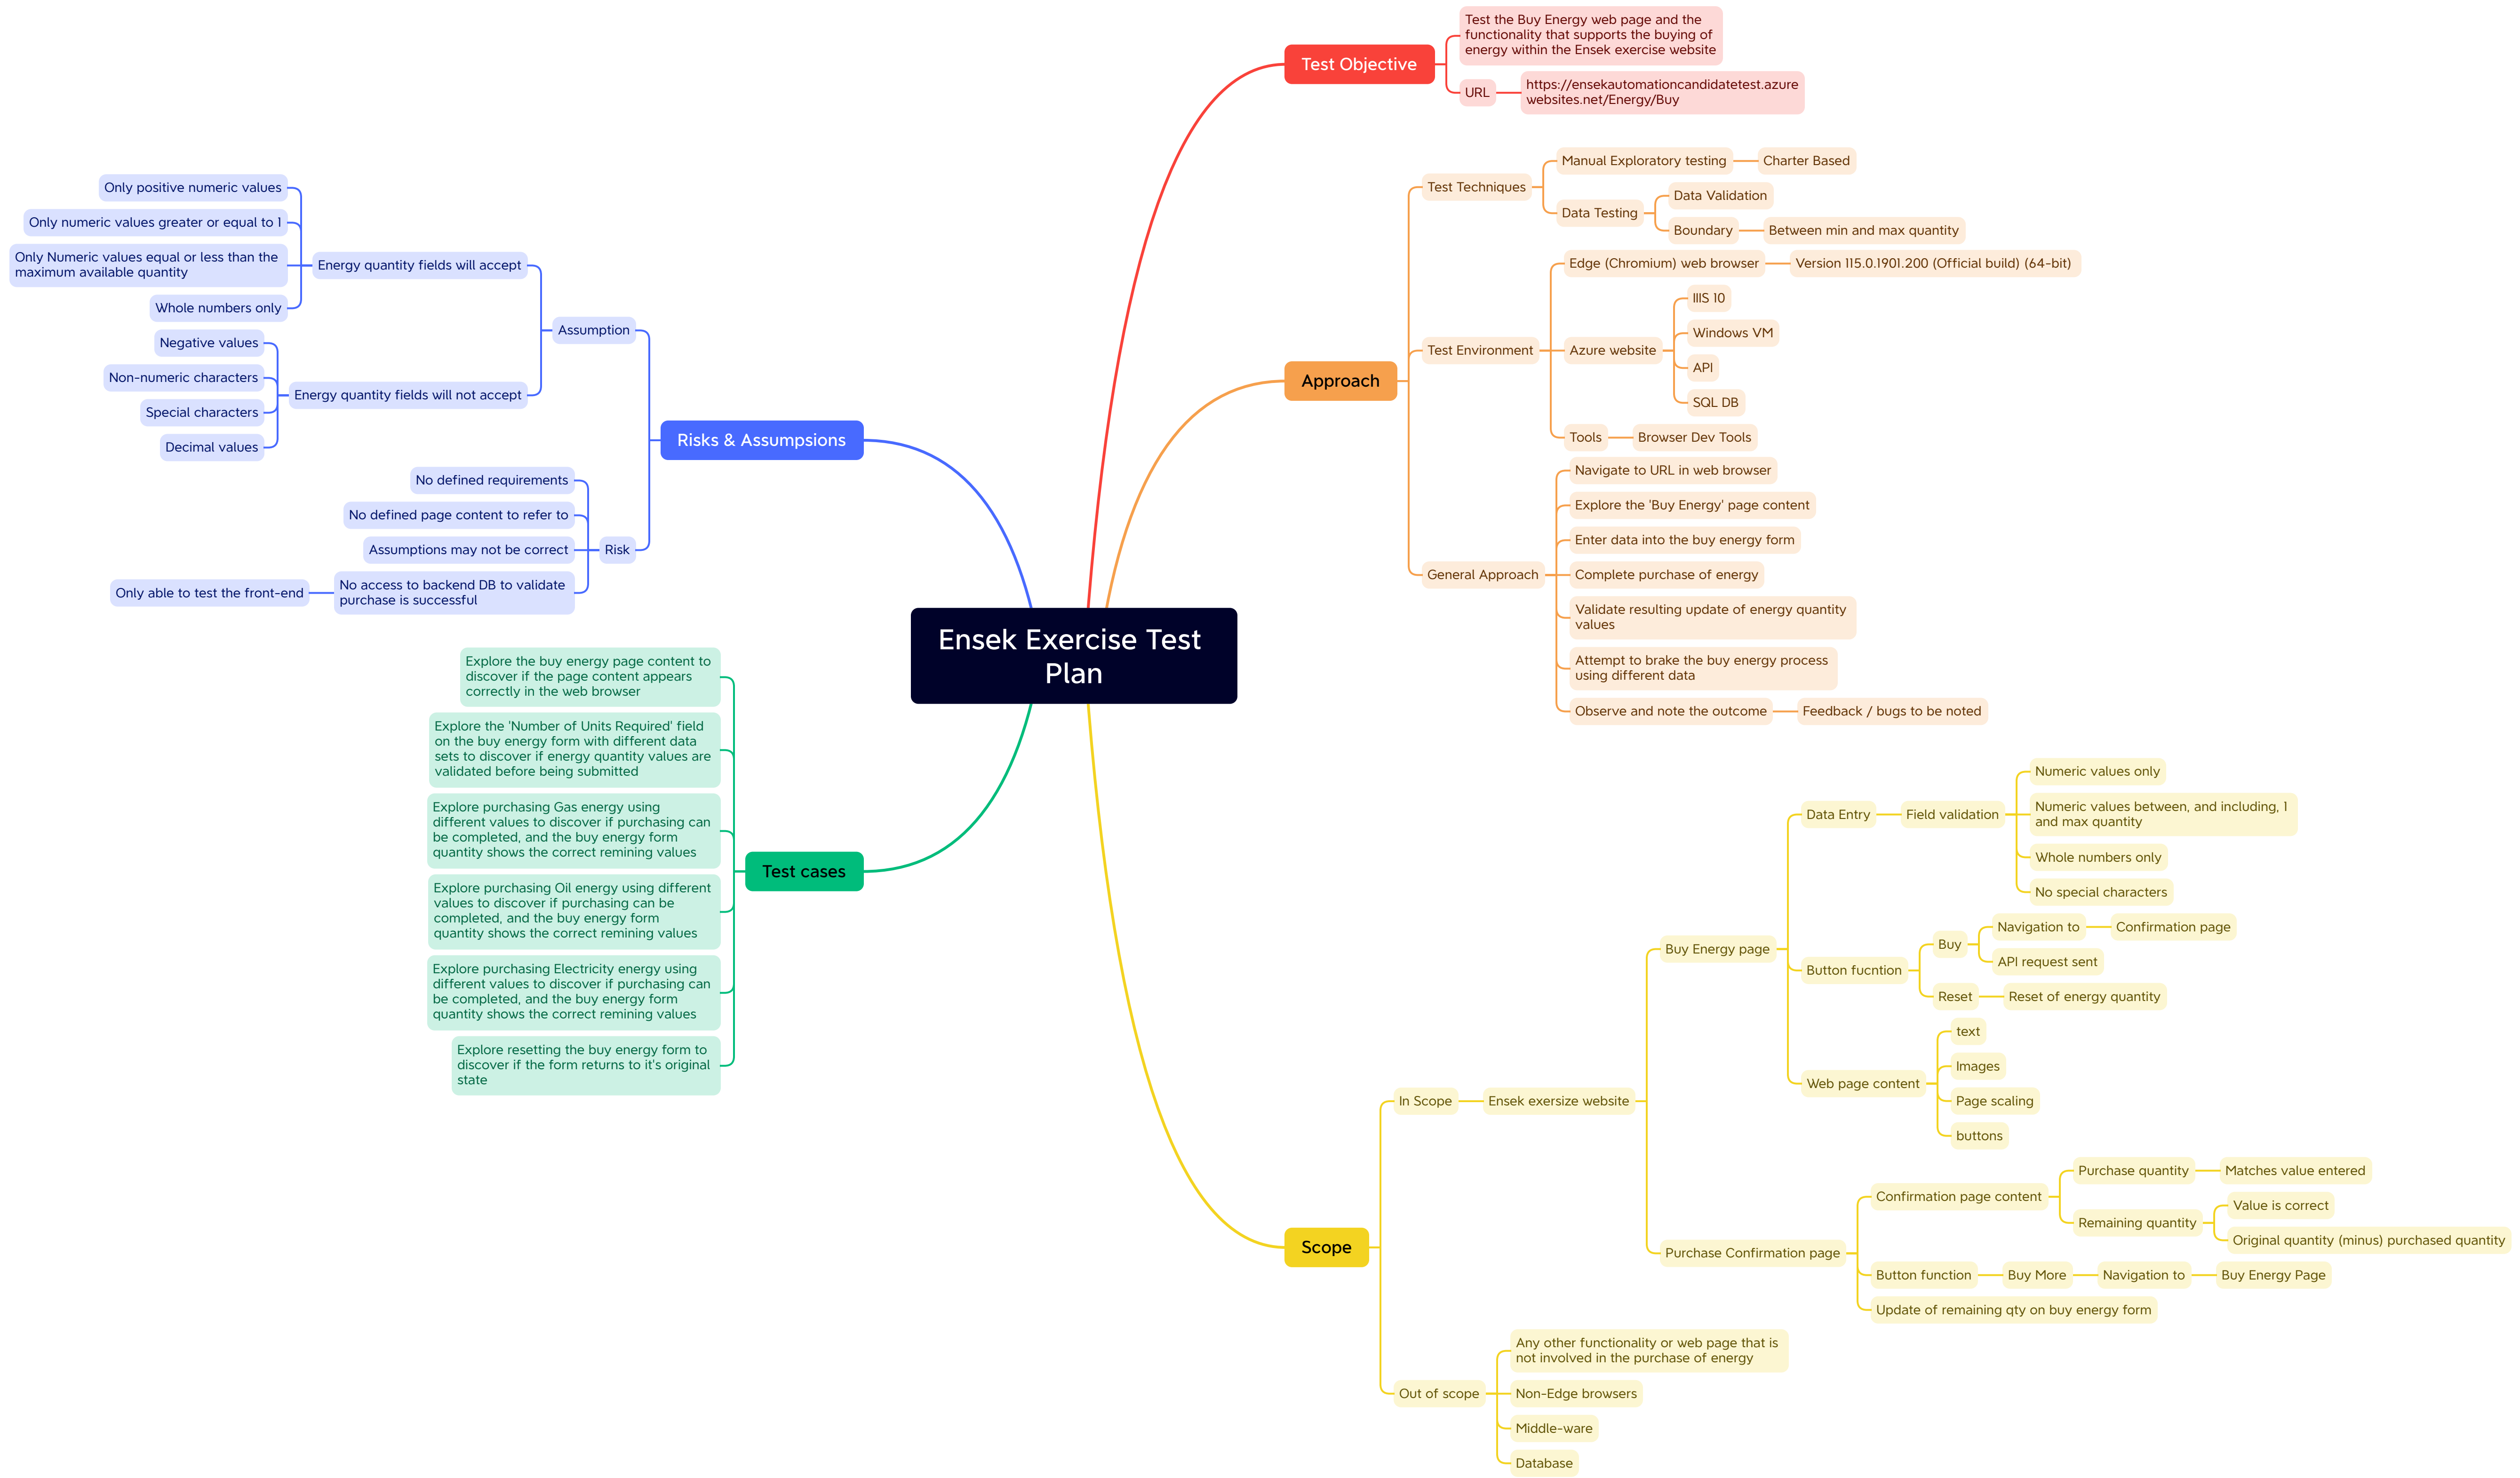 Ensek Exercise Test
Plan
Test Objective
Test the Buy Energy web page and the
functionality that supports the buying of
energy within the Ensek exercise website
URL
https://ensekautomationcandidatetest.azure
websites.net/Energy/Buy
Approach
Test Techniques
Manual Exploratory testing
Charter Based
Data Testing
Data Validation
Boundary
Between min and max quantity
Test Environment
Edge (Chromium) web browser
Version 115.0.1901.200 (Official build) (64-bit)
Azure website
IIIS 10
Windows VM
API
SQL DB
Tools
Browser Dev Tools
General Approach
Navigate to URL in web browser
Explore the 'Buy Energy' page content
Enter data into the buy energy form
Complete purchase of energy
Validate resulting update of energy quantity
values
Attempt to brake the buy energy process
using different data
Observe and note the outcome
Feedback / bugs to be noted
Scope
In Scope
Ensek exersize website
Buy Energy page
Data Entry
Field validation
Numeric values only
Numeric values between, and including, 1
and max quantity
Whole numbers only
No special characters
Button fucntion
Buy
Navigation to
Confirmation page
API request sent
Reset
Reset of energy quantity
Web page content
text
Images
Page scaling
buttons
Purchase Confirmation page
Confirmation page content
Purchase quantity
Matches value entered
Remaining quantity
Value is correct
Original quantity (minus) purchased quantity
Button function
Buy More
Navigation to
Buy Energy Page
Update of remaining qty on buy energy form
Out of scope
Any other functionality or web page that is
not involved in the purchase of energy
Non-Edge browsers
Middle-ware
Database
Risks & Assumpsions
Assumption
Energy quantity fields will accept
Only positive numeric values
Only numeric values greater or equal to 1
Only Numeric values equal or less than the
maximum available quantity
Whole numbers only
Energy quantity fields will not accept
Negative values
Non-numeric characters
Special characters
Decimal values
Risk
No defined requirements
No defined page content to refer to
Assumptions may not be correct
No access to backend DB to validate
purchase is successful
Only able to test the front-end
Test cases
Explore the buy energy page content to
discover if the page content appears
correctly in the web browser
Explore the 'Number of Units Required' field
on the buy energy form with different data
sets to discover if energy quantity values are
validated before being submitted
Explore purchasing Gas energy using
different values to discover if purchasing can
be completed, and the buy energy form
quantity shows the correct remining values
Explore purchasing Oil energy using different
values to discover if purchasing can be
completed, and the buy energy form
quantity shows the correct remining values
Explore purchasing Electricity energy using
different values to discover if purchasing can
be completed, and the buy energy form
quantity shows the correct remining values
Explore resetting the buy energy form to
discover if the form returns to it's original
state